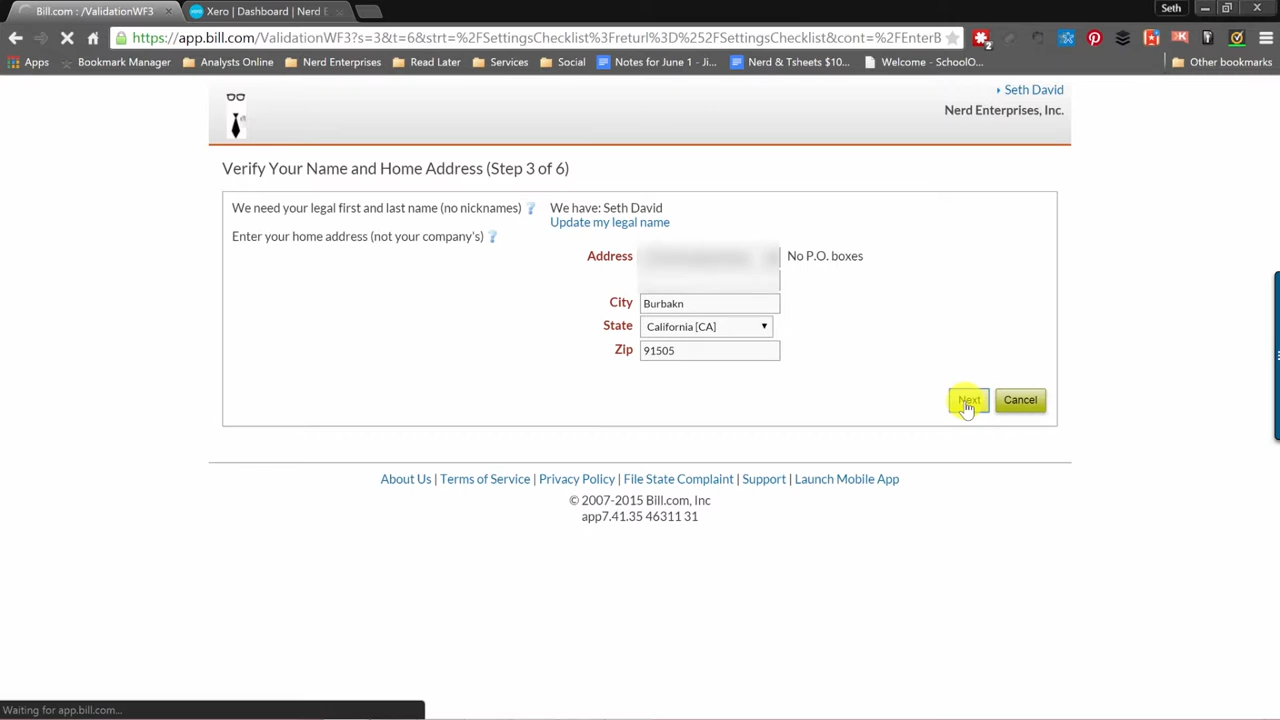 Bill.com : /ValidationWF3
Xero | Dashboard | Nerd E
Seth
https://app.bill.com/ValidationWF3?s=3&t=6&strt=%2FSettingsChecklist%3Freturl%3D%252FSettingsChecklist&cont=%2FEnterB
2
Apps
Bookmark Manager
Analysts Online
Nerd Enterprises
Read Later
Services
Social
Notes for June 1 - Ji...
Nerd & Tsheets $10...
Welcome - SchoolO...
Other bookmarks
Seth David
Nerd Enterprises, Inc.
Verify Your Name and Home Address (Step 3 of 6)
We need your legal first and last name (no nicknames) ?
We have: Seth David
Update my legal name
Enter your home address (not your company's) ?
Address
No P.O. boxes
City Burbakn
State California [CA]
Zip 91505
Next
Cancel
About Us | Terms of Service | Privacy Policy | File State Complaint | Support | Launch Mobile App
© 2007-2015 Bill.com, Inc
app7.41.35 46311 31
Waiting for app.bill.com...